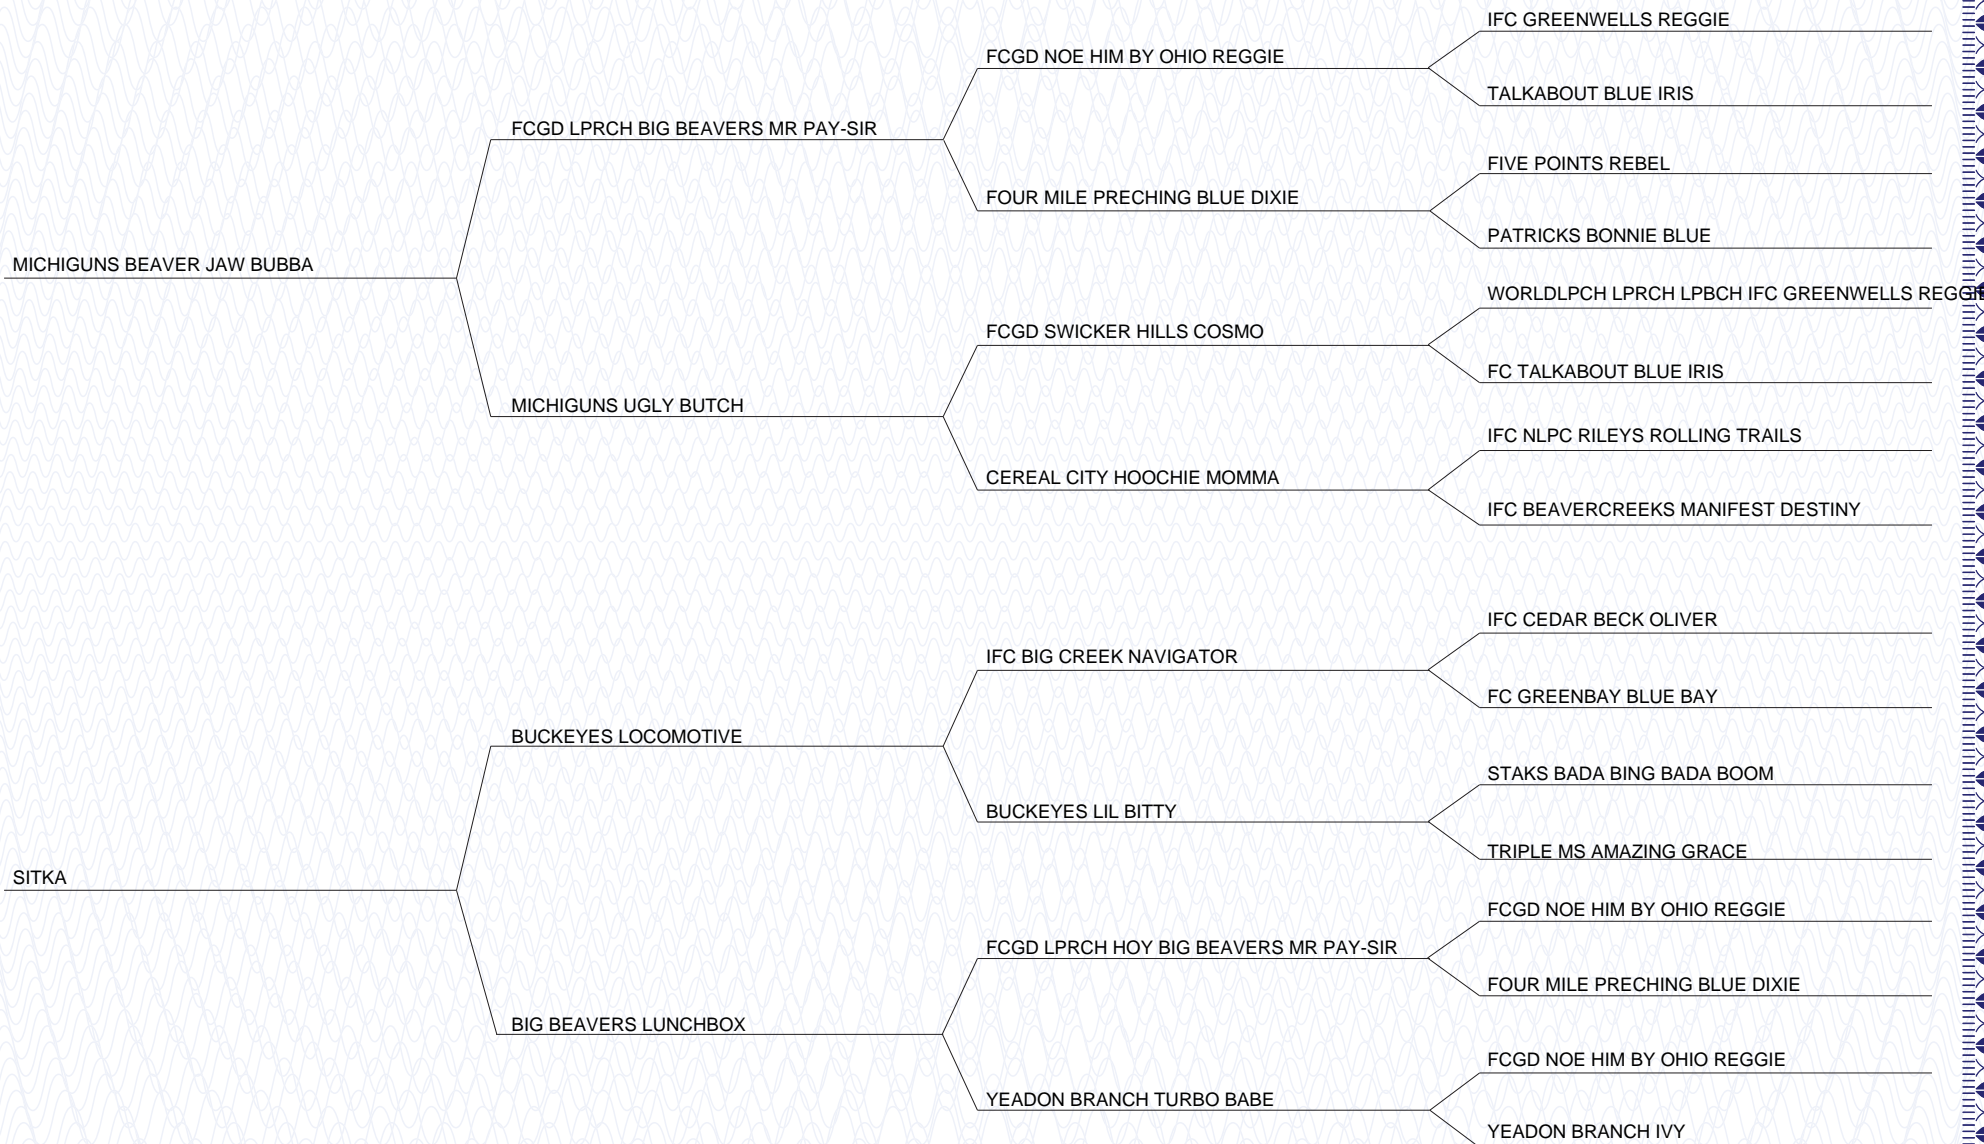 IFC GREENWELLS REGGIE
FCGD NOE HIM BY OHIO REGGIE
TALKABOUT BLUE IRIS
FCGD LPRCH BIG BEAVERS MR PAY-SIR
FIVE POINTS REBEL
FOUR MILE PRECHING BLUE DIXIE
PATRICKS BONNIE BLUE
MICHIGUNS BEAVER JAW BUBBA
WORLDLPCH LPRCH LPBCH IFC GREENWELLS REGGIE
FCGD SWICKER HILLS COSMO
FC TALKABOUT BLUE IRIS
MICHIGUNS UGLY BUTCH
IFC NLPC RILEYS ROLLING TRAILS
CEREAL CITY HOOCHIE MOMMA
IFC BEAVERCREEKS MANIFEST DESTINY
IFC CEDAR BECK OLIVER
IFC BIG CREEK NAVIGATOR
FC GREENBAY BLUE BAY
BUCKEYES LOCOMOTIVE
STAKS BADA BING BADA BOOM
BUCKEYES LIL BITTY
TRIPLE MS AMAZING GRACE
SITKA
FCGD NOE HIM BY OHIO REGGIE
FCGD LPRCH HOY BIG BEAVERS MR PAY-SIR
FOUR MILE PRECHING BLUE DIXIE
BIG BEAVERS LUNCHBOX
FCGD NOE HIM BY OHIO REGGIE
YEADON BRANCH TURBO BABE
YEADON BRANCH IVY